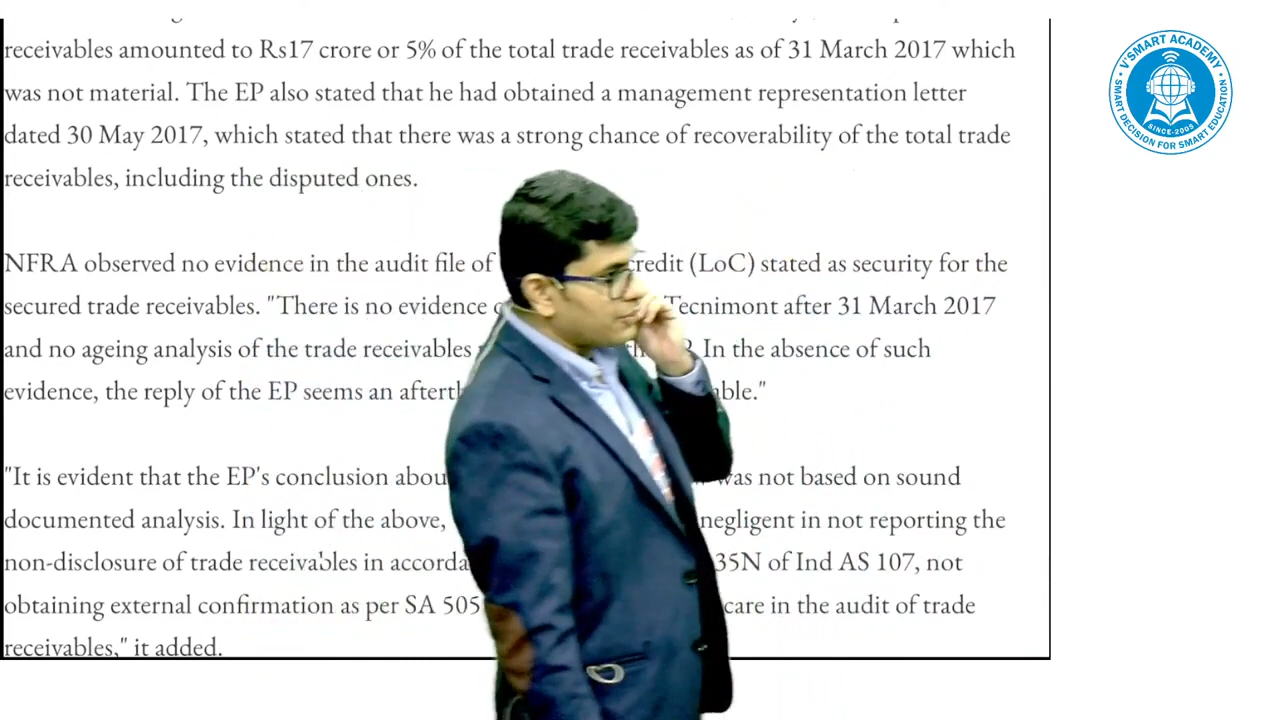 receivables amounted to Rs17 crore or 5% of the total trade receivables as of 31 March 2017 which
was not material. The EP also stated that he had obtained a management representation letter
dated 30 May 2017, which stated that there was a strong chance of recoverability of the total trade
receivables, including the disputed ones.
NFRA observed no evidence in the audit file of credit (LoC) stated as security for the
secured trade receivables. "There is no evidence Tecnimont after 31 March 2017
and no ageing analysis of the trade receivables In the absence of such
evidence, the reply of the EP seems an
"It is evident that the EP's conclusion was not based on sound
documented analysis. In light of the above, negligent in not reporting the
non-disclosure of trade receivables in 35N of Ind AS 107, not
obtaining external confirmation as per SA 505 care in the audit of trade
receivables," it added.
V'SMART ACADEMY
SINCE-2005
SMART DECISION FOR SMART EDUCATION